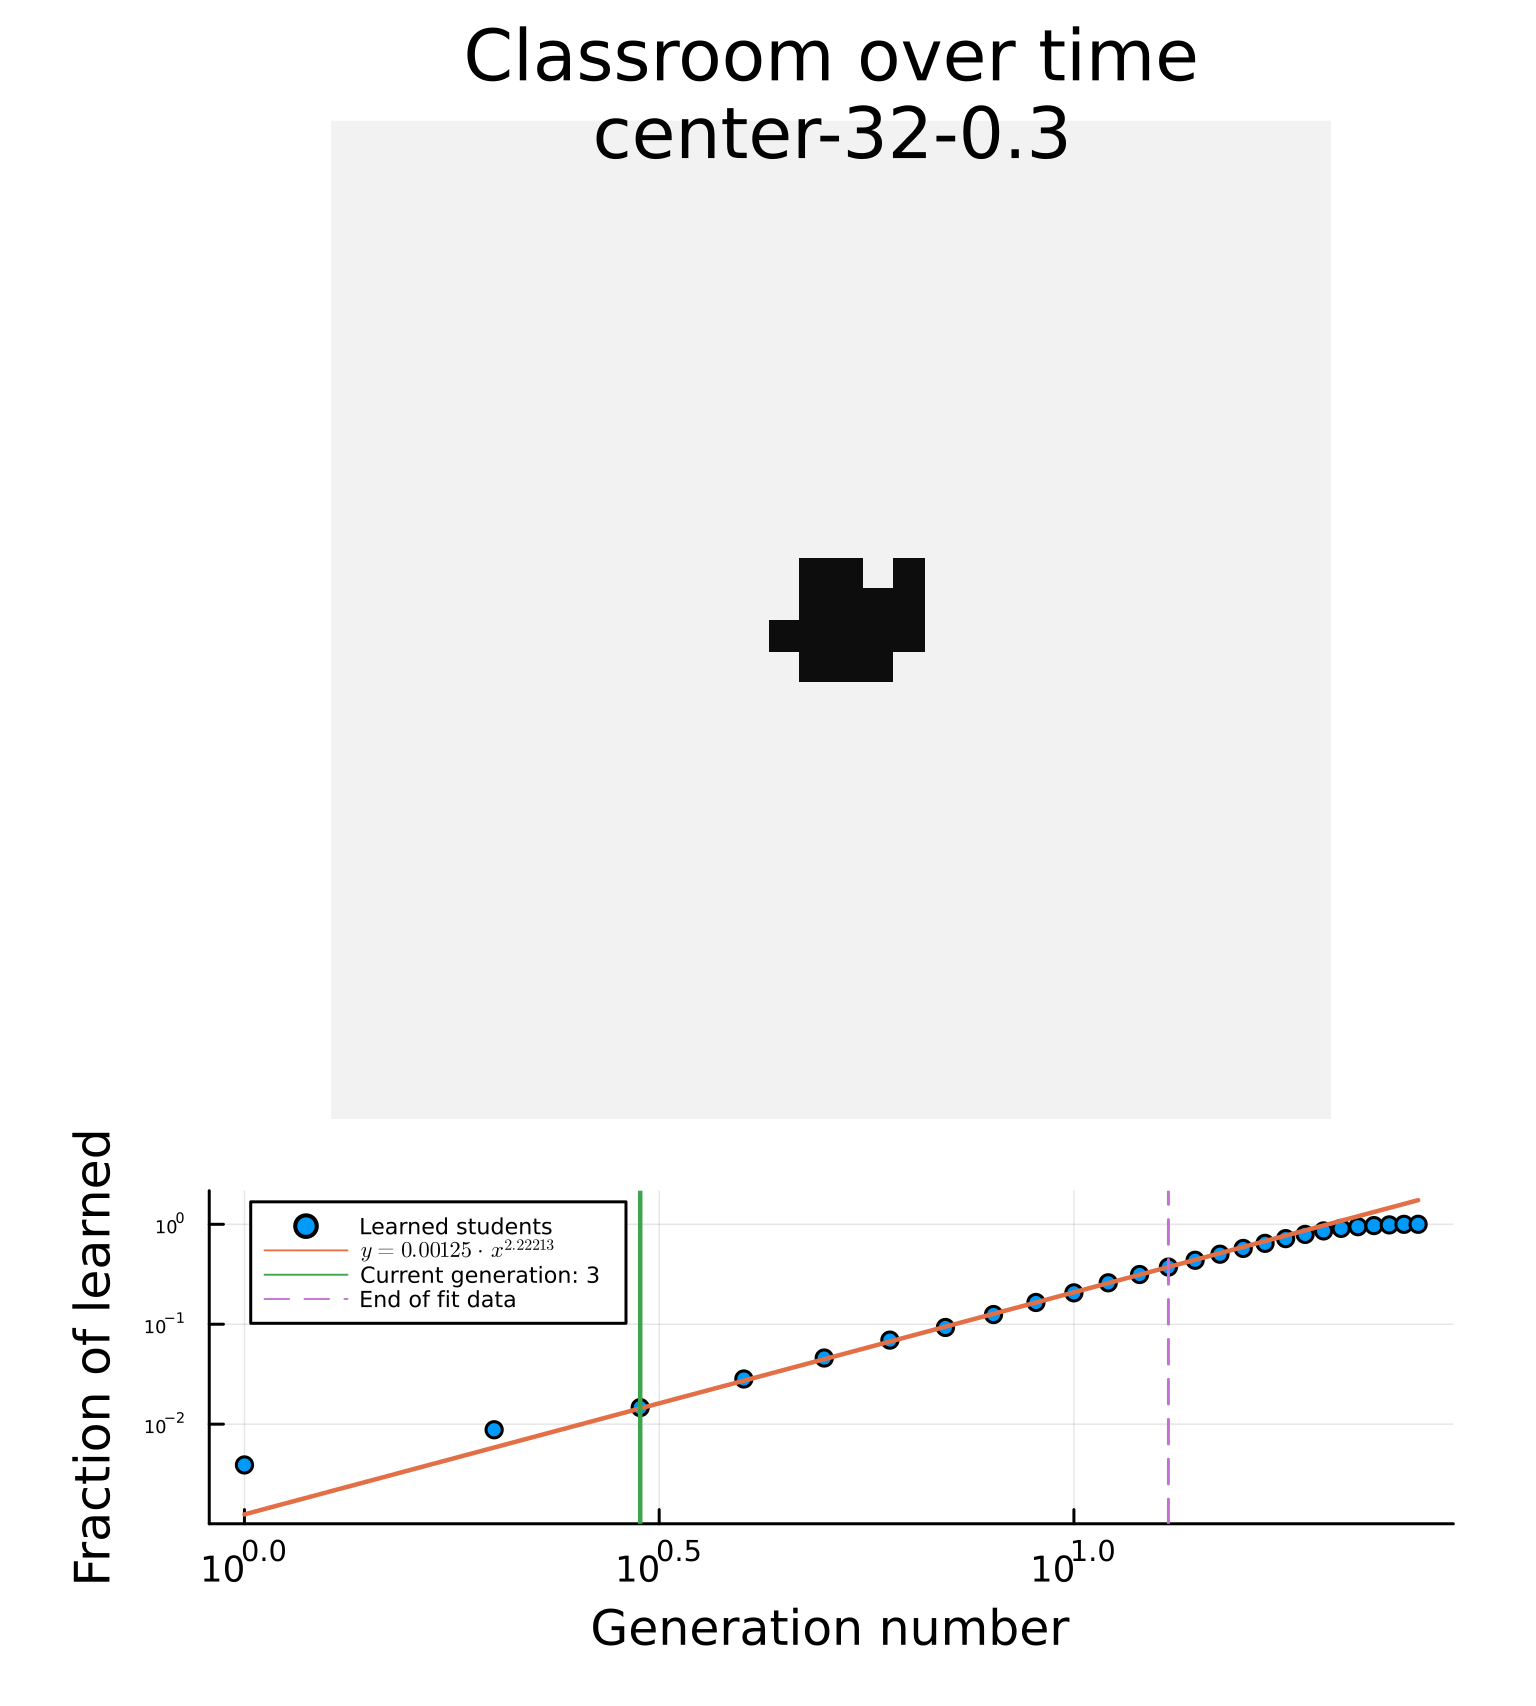 Classroom over time
center-32-0.3
Fraction of learned
10^0
10^−1
10^−2
Learned students
y = 0.00125 · x^2.22213
Current generation: 3
End of fit data
10^0.0 10^0.5 10^1.0
Generation number